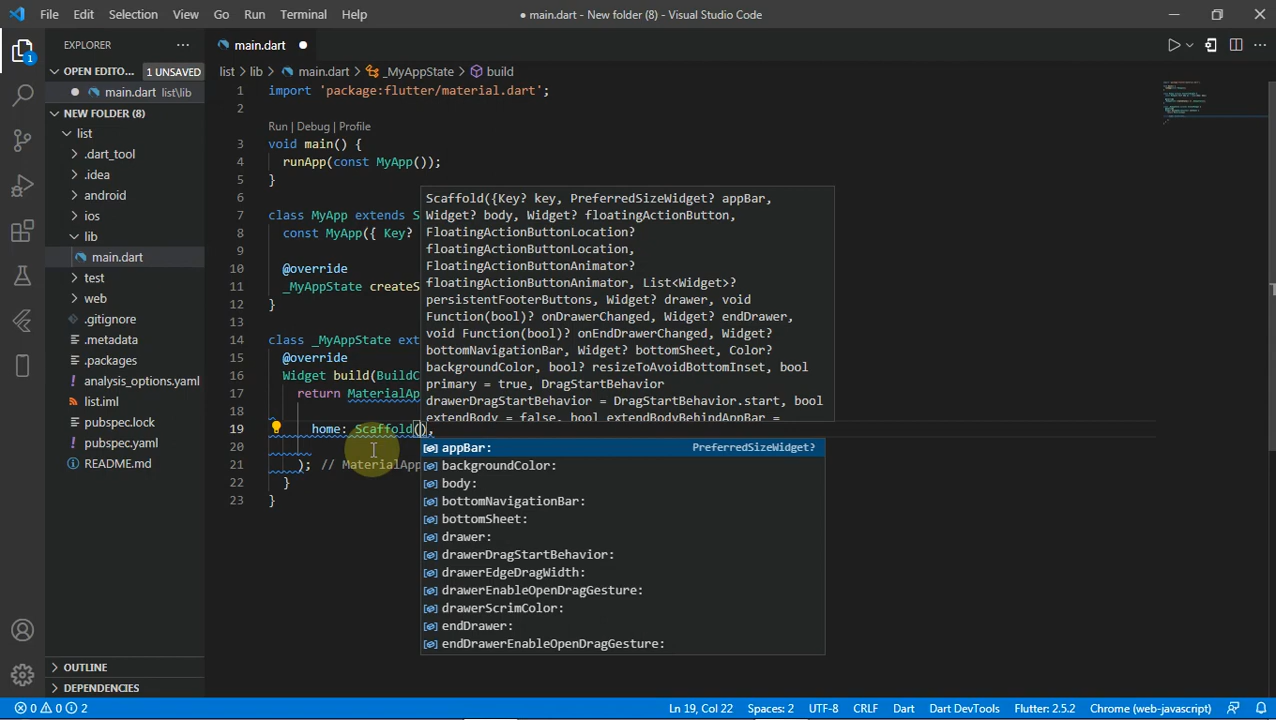 File Edit Selection View Go Run Terminal Help
● main.dart - New folder (8) - Visual Studio Code
EXPLORER
main.dart
OPEN EDITO... 1 UNSAVED
list > lib > main.dart > _MyAppState > build
main.dart list\lib
NEW FOLDER (8)
list
.dart_tool
.idea
android
ios
lib
main.dart
test
web
.gitignore
.metadata
.packages
analysis_options.yaml
list.iml
pubspec.lock
pubspec.yaml
README.md
OUTLINE
DEPENDENCIES
1
1 import 'package:flutter/material.dart';
2
Run | Debug | Profile
3 void main() {
4 runApp(const MyApp());
5 }
6
7 class MyApp extends S
8 const MyApp({ Key?
9
10 @override
11 _MyAppState createS
12 }
13
14 class _MyAppState ext
15 @override
16 Widget build(BuildC
17 return MaterialAp
18
19 home: Scaffold(),
20
21 ); // MaterialApp
22 }
23 }
Scaffold({Key? key, PreferredSizeWidget? appBar,
Widget? body, Widget? floatingActionButton,
FloatingActionButtonLocation?
floatingActionButtonLocation,
FloatingActionButtonAnimator?
floatingActionButtonAnimator, List<Widget>?
persistentFooterButtons, Widget? drawer, void
Function(bool)? onDrawerChanged, Widget? endDrawer,
void Function(bool)? onEndDrawerChanged, Widget?
bottomNavigationBar, Widget? bottomSheet, Color?
backgroundColor, bool? resizeToAvoidBottomInset, bool
primary = true, DragStartBehavior
drawerDragStartBehavior = DragStartBehavior.start, bool
extendBody = false, bool extendBodyBehindAppBar =
appBar: PreferredSizeWidget?
backgroundColor:
body:
bottomNavigationBar:
bottomSheet:
drawer:
drawerDragStartBehavior:
drawerEdgeDragWidth:
drawerEnableOpenDragGesture:
drawerScrimColor:
endDrawer:
endDrawerEnableOpenDragGesture:
0 0 2 Ln 19, Col 22 Spaces: 2 UTF-8 CRLF Dart Dart DevTools Flutter: 2.5.2 Chrome (web-javascript)